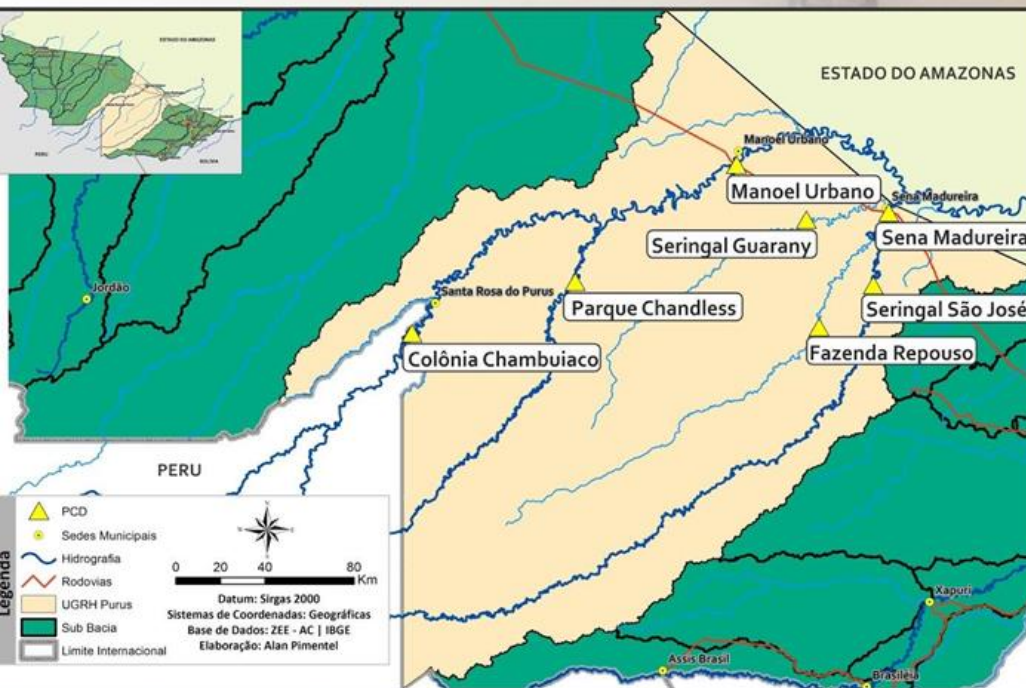 ESTADO DO AMAZONAS
PERU
ESTADO DO AMAZONAS
Manoel Urbano
Manoel Urbano
Sena Madureira
Sena Madureira
Seringal Guarany
Jordão
Santa Rosa do Purus
Parque Chandless
Seringal São José
Colônia Chambuiaco
Fazenda Repouso
PERU
Legenda
PCD
Sedes Municipais
Hidrografia
Rodovias
UGRH Purus
Sub Bacia
Limite Internacional
0 20 40 80
Km
Datum: Sirgas 2000
Sistemas de Coordenadas: Geográficas
Base de Dados: ZEE - AC | IBGE
Elaboração: Alan Pimentel
Xapuri
Assis Brasil
Brasiléia